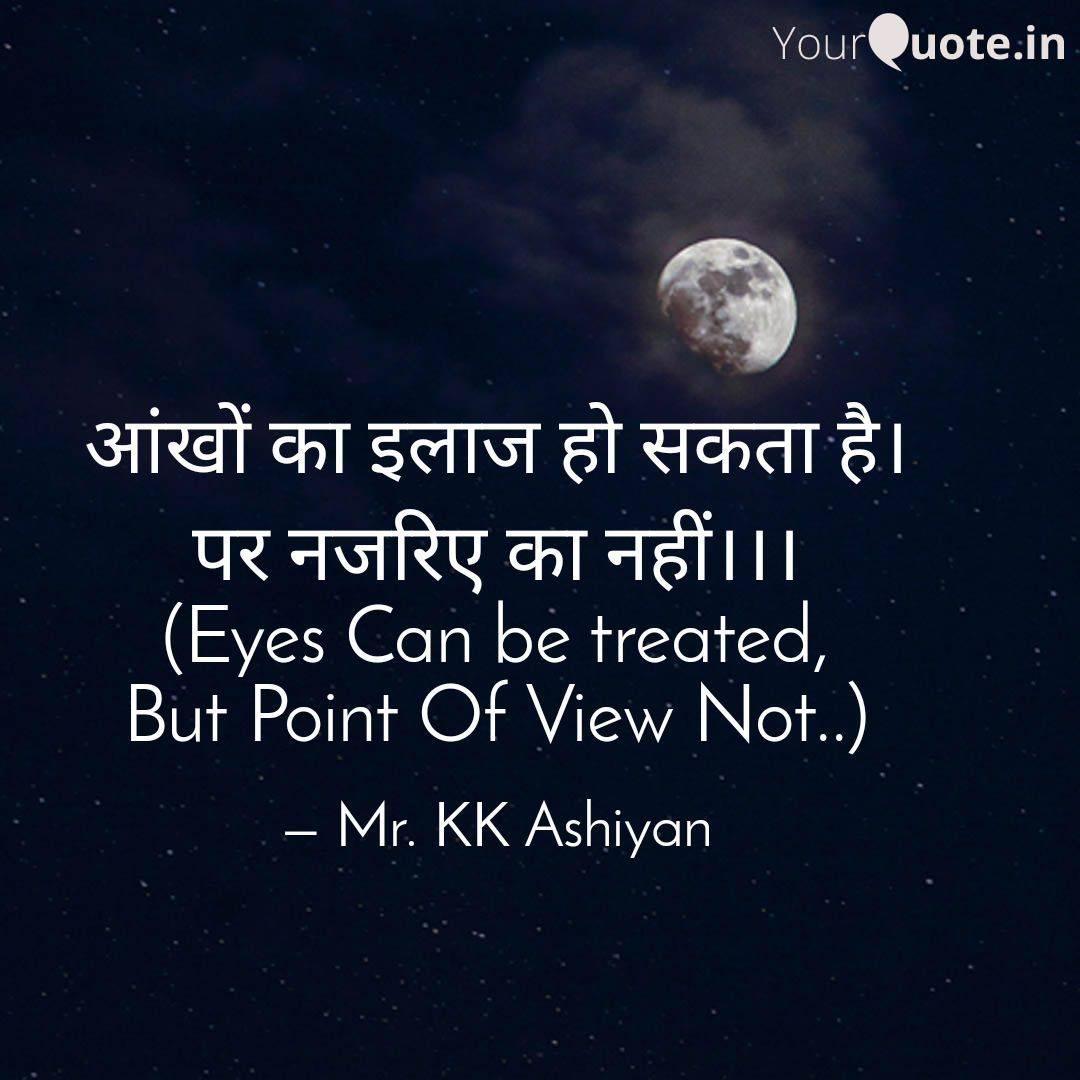 YourQuote.in
आंखों का इलाज हो सकता है।
पर नजरिए का नहीं।।।
(Eyes Can be treated,
But Point Of View Not..)
– Mr. KK Ashiyan